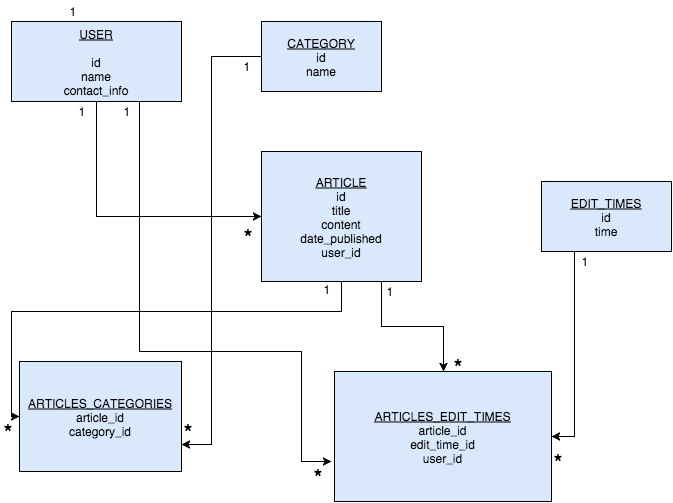 1
USER
id
name
contact_info
1
1
CATEGORY
id
name
1
ARTICLE
id
title
content
date_published
user_id
*
1
1
EDIT_TIMES
id
time
1
ARTICLES_CATEGORIES
article_id
category_id
*
*
ARTICLES_EDIT_TIMES
article_id
edit_time_id
user_id
*
*
*